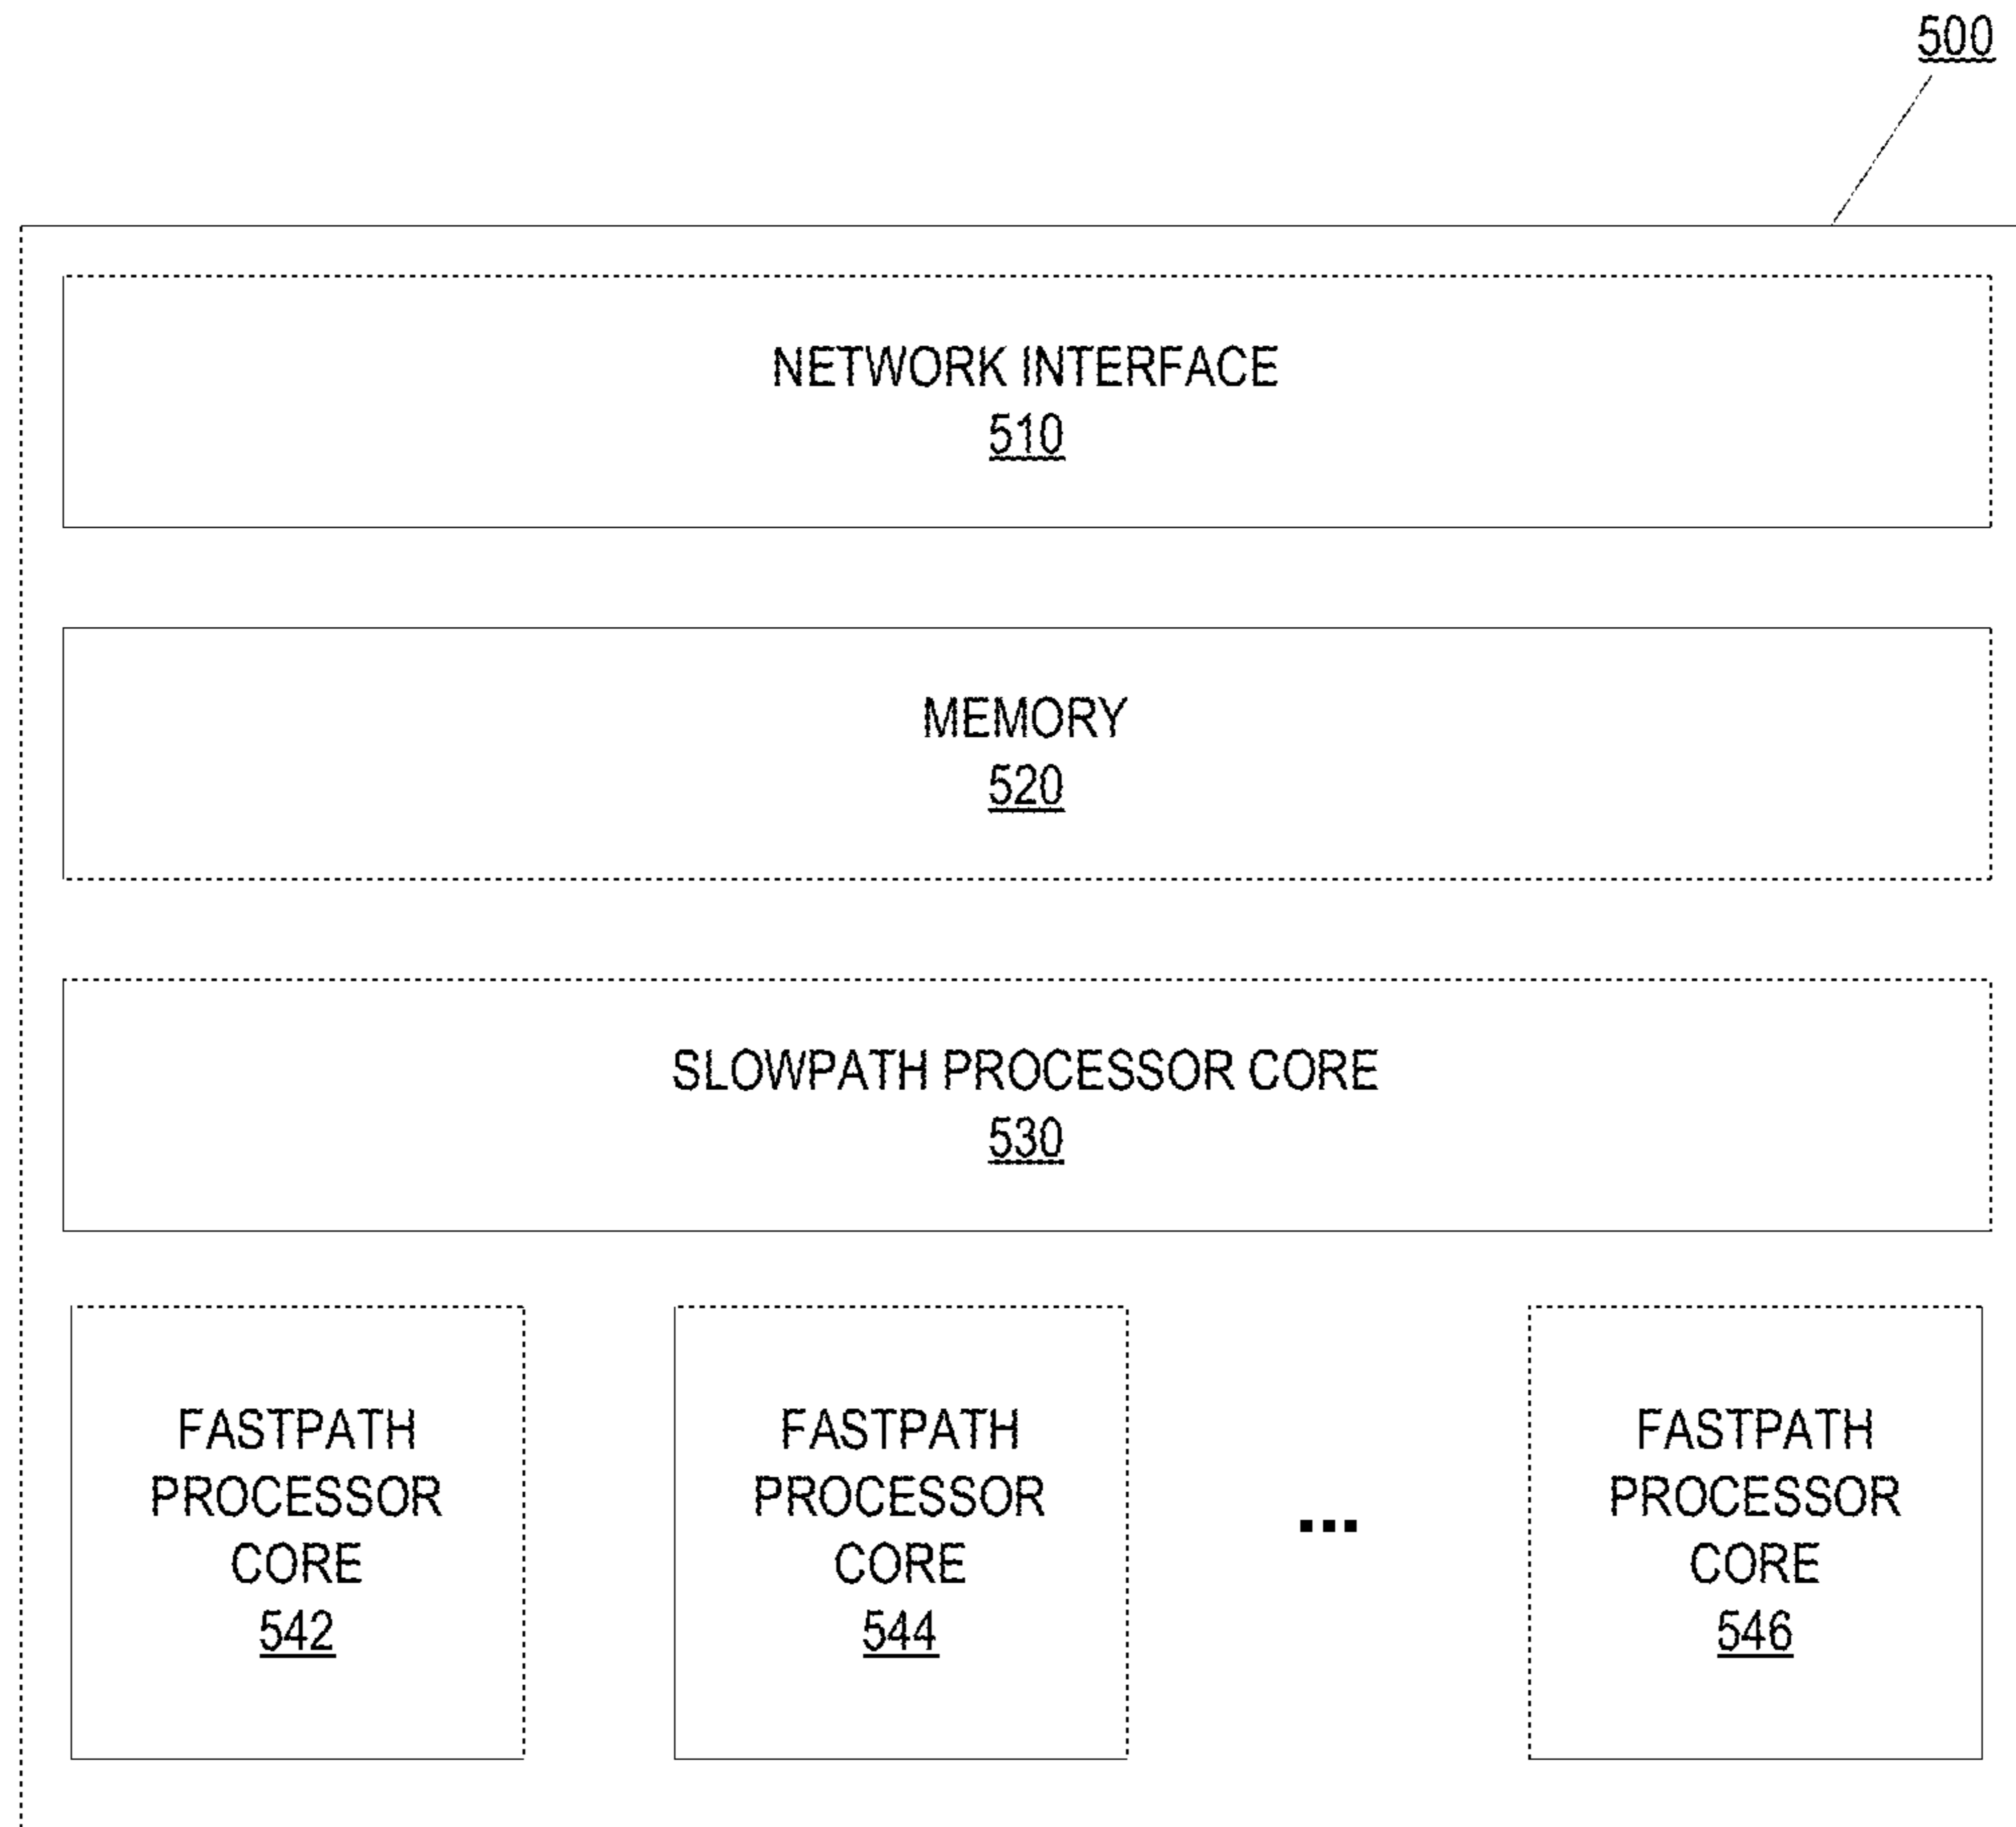 500
NETWORK INTERFACE
510
MEMORY
520
SLOWPATH PROCESSOR CORE
530
FASTPATH
PROCESSOR
CORE
542
FASTPATH
PROCESSOR
CORE
544
...
FASTPATH
PROCESSOR
CORE
546